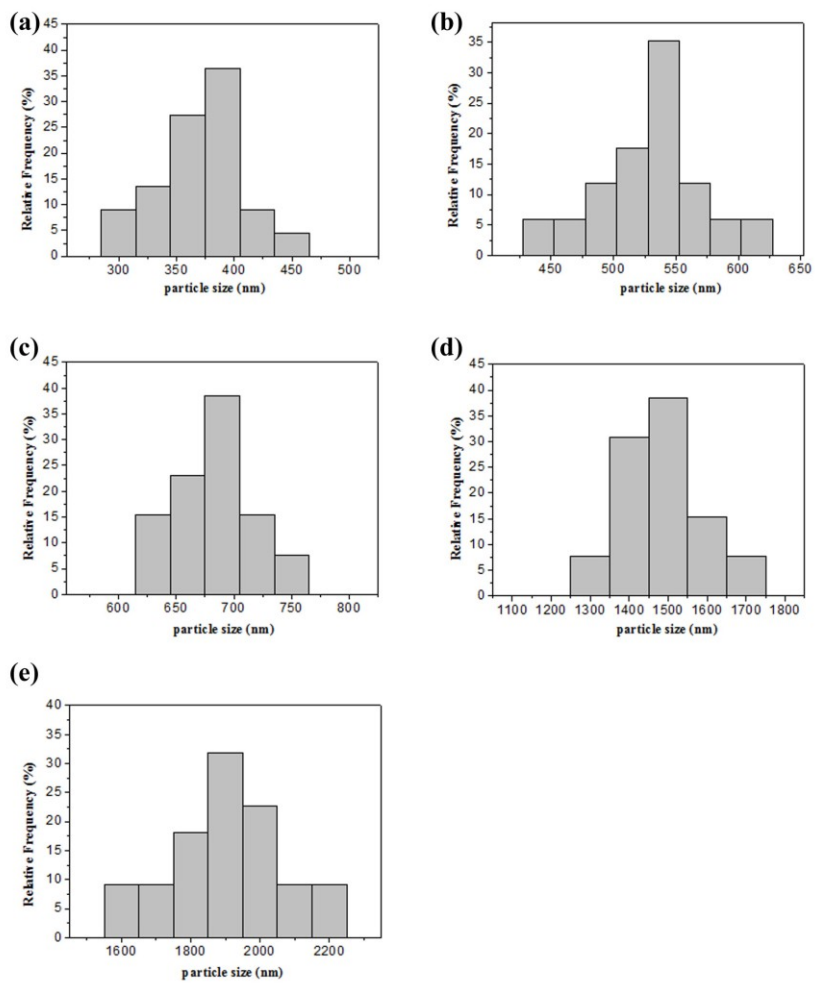 (a)
45
40
35
30
25
20
15
10
5
0
Relative Frequency (%)
300 350 400 450 500
particle size (nm)
(b)
35
30
25
20
15
10
5
0
Relative Frequency (%)
450 500 550 600 650
particle size (nm)
(c)
45
40
35
30
25
20
15
10
5
0
Relative Frequency (%)
600 650 700 750 800
particle size (nm)
(d)
45
40
35
30
25
20
15
10
5
0
Relative Frequency (%)
1100 1200 1300 1400 1500 1600 1700 1800
particle size (nm)
(e)
40
35
30
25
20
15
10
5
0
Relative Frequency (%)
1600 1800 2000 2200
particle size (nm)